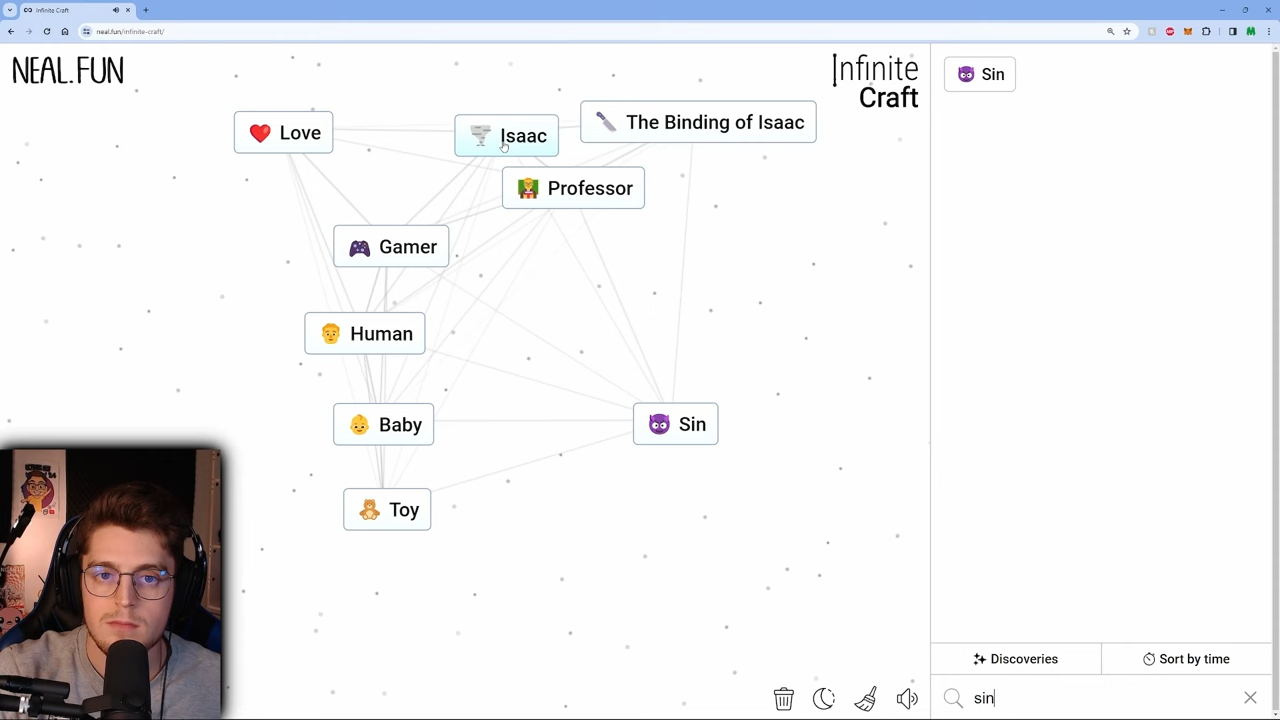 Infinite Craft
neal.fun/infinite-craft/
NEAL.FUN
Infinite
Craft
Sin
Love
Isaac
The Binding of Isaac
Professor
Gamer
Human
Baby
Sin
Toy
Discoveries
Sort by time
sin